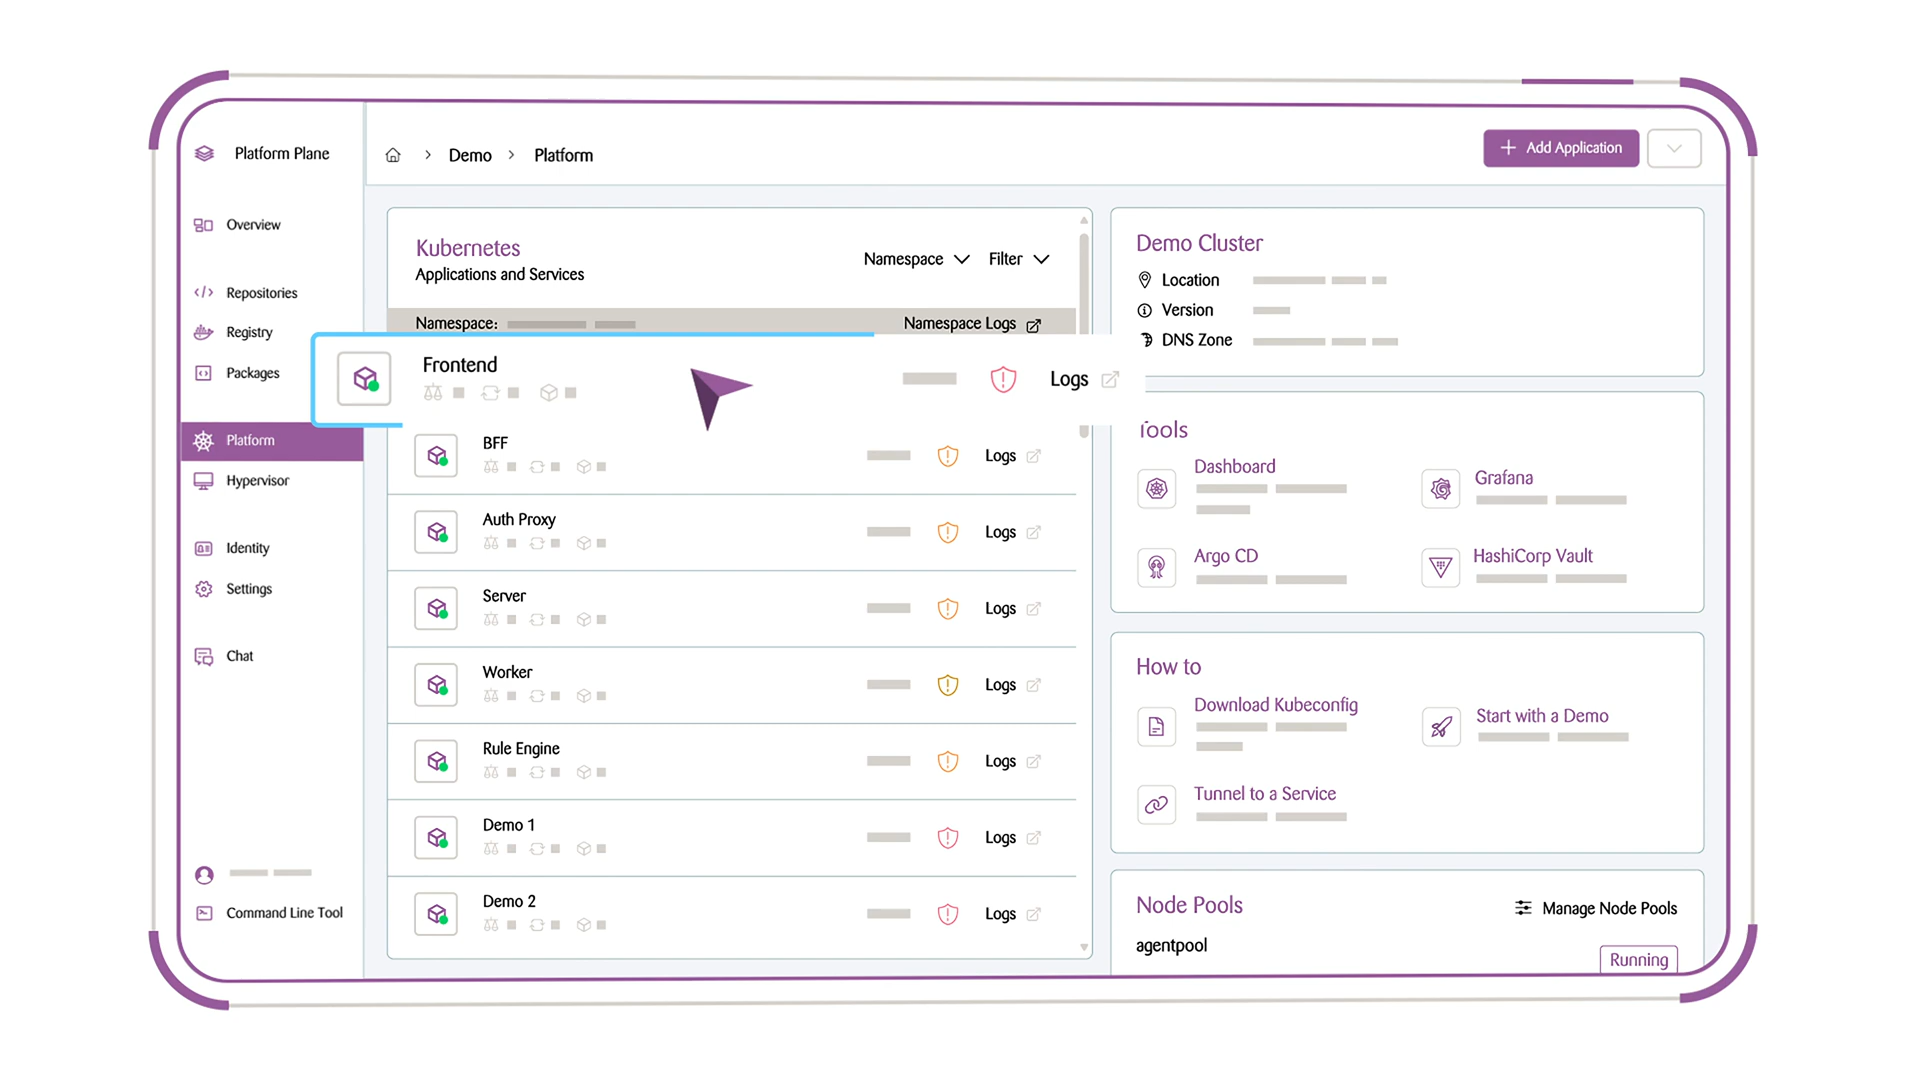 Platform Plane
Overview
Repositories
Registry
Packages
Platform
Hypervisor
Identity
Settings
Chat
Command Line Tool
Demo
Platform
Add Application
Kubernetes
Applications and Services
Namespace
Filter
Namespace:
Namespace Logs
Frontend
Logs
BFF
Logs
Auth Proxy
Logs
Server
Logs
Worker
Logs
Rule Engine
Logs
Demo 1
Logs
Demo 2
Logs
Demo Cluster
Location
Version
DNS Zone
Tools
Dashboard
Grafana
Argo CD
HashiCorp Vault
How to
Download Kubeconfig
Start with a Demo
Tunnel to a Service
Node Pools
Manage Node Pools
agentpool
Running